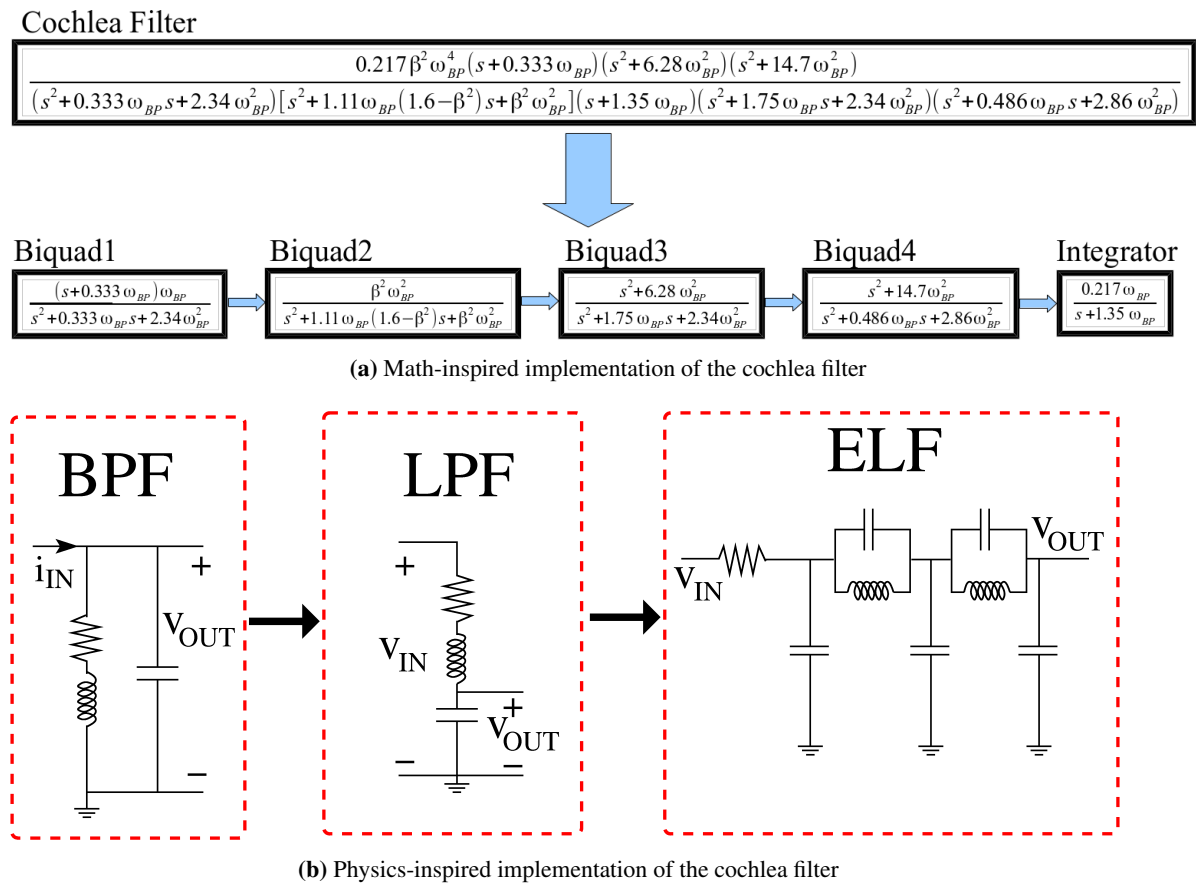 Cochlea Filter
0.217 β² ω⁴_BP (s+0.333 ω_BP)(s²+6.28 ω²_BP)(s²+14.7 ω²_BP)
(s²+0.333 ω_BP s+2.34 ω²_BP)[s²+1.11 ω_BP (1.6−β²) s+β² ω²_BP](s+1.35 ω_BP)(s²+1.75 ω_BP s+2.34 ω²_BP)(s²+0.486 ω_BP s+2.86 ω²_BP)
Biquad1 Biquad2 Biquad3 Biquad4 Integrator
(s+0.333 ω_BP) ω_BP β² ω²_BP s²+6.28 ω²_BP s²+14.7 ω²_BP 0.217 ω_BP
s²+0.333 ω_BP s+2.34 ω²_BP s²+1.11 ω_BP (1.6−β²) s+β² ω²_BP s²+1.75 ω_BP s+2.34 ω²_BP s²+0.486 ω_BP s+2.86 ω²_BP s+1.35 ω_BP
(a) Math-inspired implementation of the cochlea filter
BPF
i_IN
+
V_OUT
−
LPF
+
V_IN
+
V_OUT
− −
ELF
V_IN
V_OUT
(b) Physics-inspired implementation of the cochlea filter